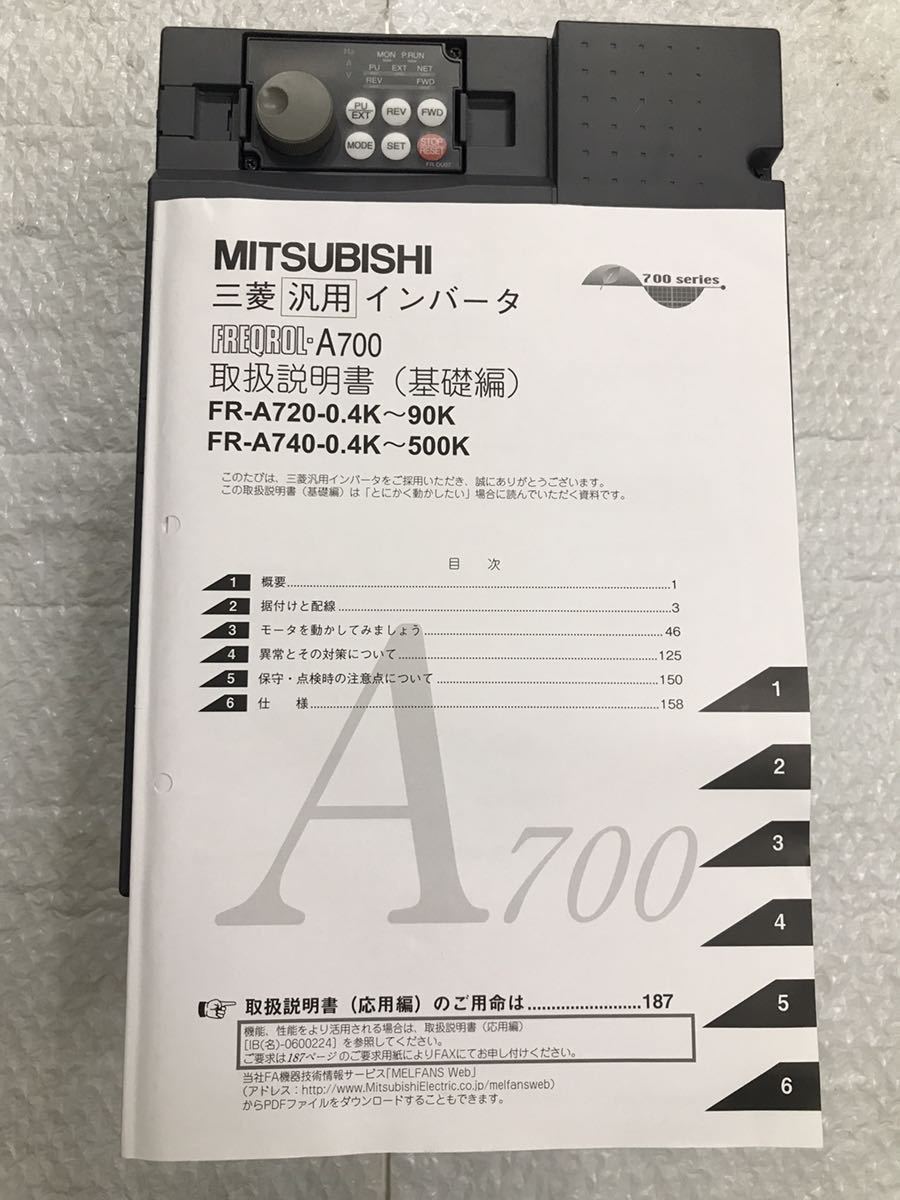 Hz
A
V
MON P.RUN
PU EXT NET
REV FWD
PU
EXT
REV
FWD
MODE
SET
STOP
RESET
FR-DU07
MITSUBISHI
700 series
三菱 汎用 インバータ
FREQROL-A700
取扱説明書（基礎編）
FR-A720-0.4K～90K
FR-A740-0.4K～500K
このたびは、三菱汎用インバータをご採用いただき、誠にありがとうございます。
この取扱説明書（基礎編）は「とにかく動かしたい」場合に読んでいただく資料です。
目 次
1 概要..........1
2 据付けと配線..........3
3 モータを動かしてみましょう..........46
4 異常とその対策について..........125
5 保守・点検時の注意点について..........150
6 仕 様..........158
1
2
3
4
5
6
A700
取扱説明書（応用編）のご用命は........................187
機能、性能をより活用される場合は、取扱説明書（応用編）
[IB(名)-0600224] を参照してください。
ご要求は187ページのご要求用紙によりFAXにてお申し付けください。
当社FA機器技術情報サービス「MELFANS Web」
（アドレス：http://www.MitsubishiElectric.co.jp/melfansweb）
からPDFファイルをダウンロードすることもできます。